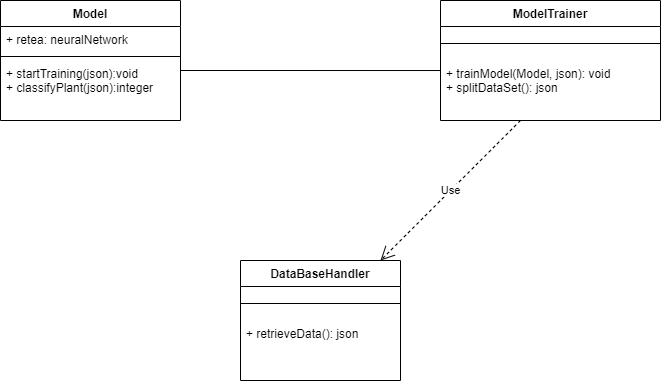 Model
+ retea: neuralNetwork
+ startTraining(json):void
+ classifyPlant(json):integer
ModelTrainer
+ trainModel(Model, json): void
+ splitDataSet(): json
Use
DataBaseHandler
+ retrieveData(): json